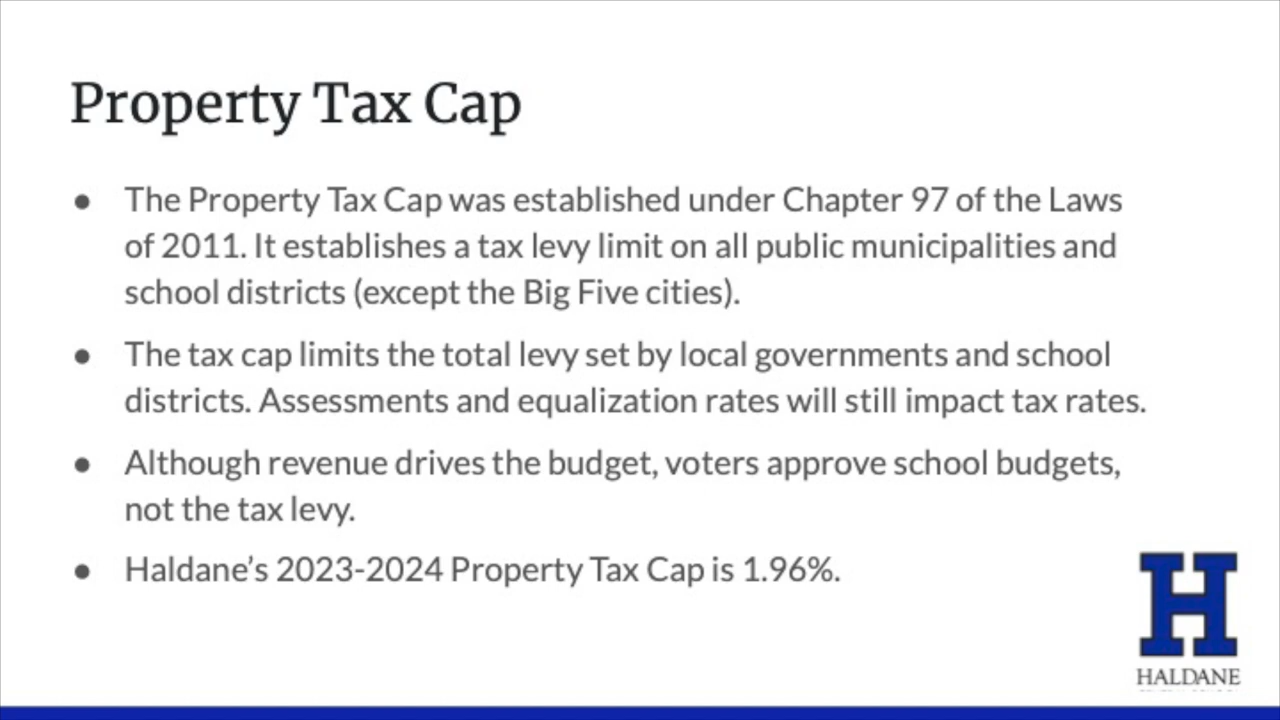 Property Tax Cap
● The Property Tax Cap was established under Chapter 97 of the Laws
of 2011. It establishes a tax levy limit on all public municipalities and
school districts (except the Big Five cities).
● The tax cap limits the total levy set by local governments and school
districts. Assessments and equalization rates will still impact tax rates.
● Although revenue drives the budget, voters approve school budgets,
not the tax levy.
● Haldane’s 2023-2024 Property Tax Cap is 1.96%.
H
HALDANE